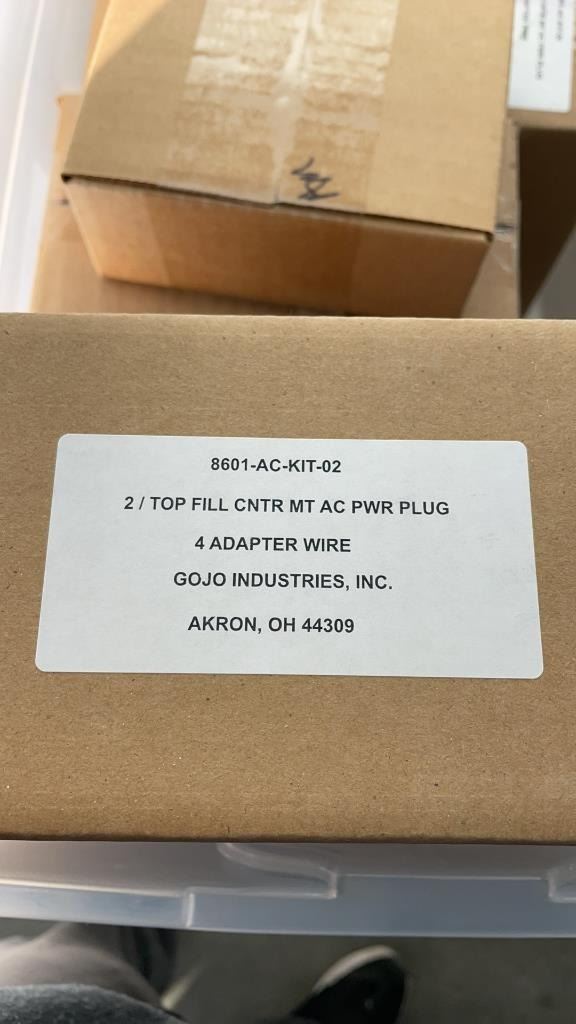 8601-AC-KIT-02
2 / TOP FILL CNTR MT AC PWR PLUG
4 ADAPTER WIRE
GOJO INDUSTRIES, INC.
AKRON, OH 44309